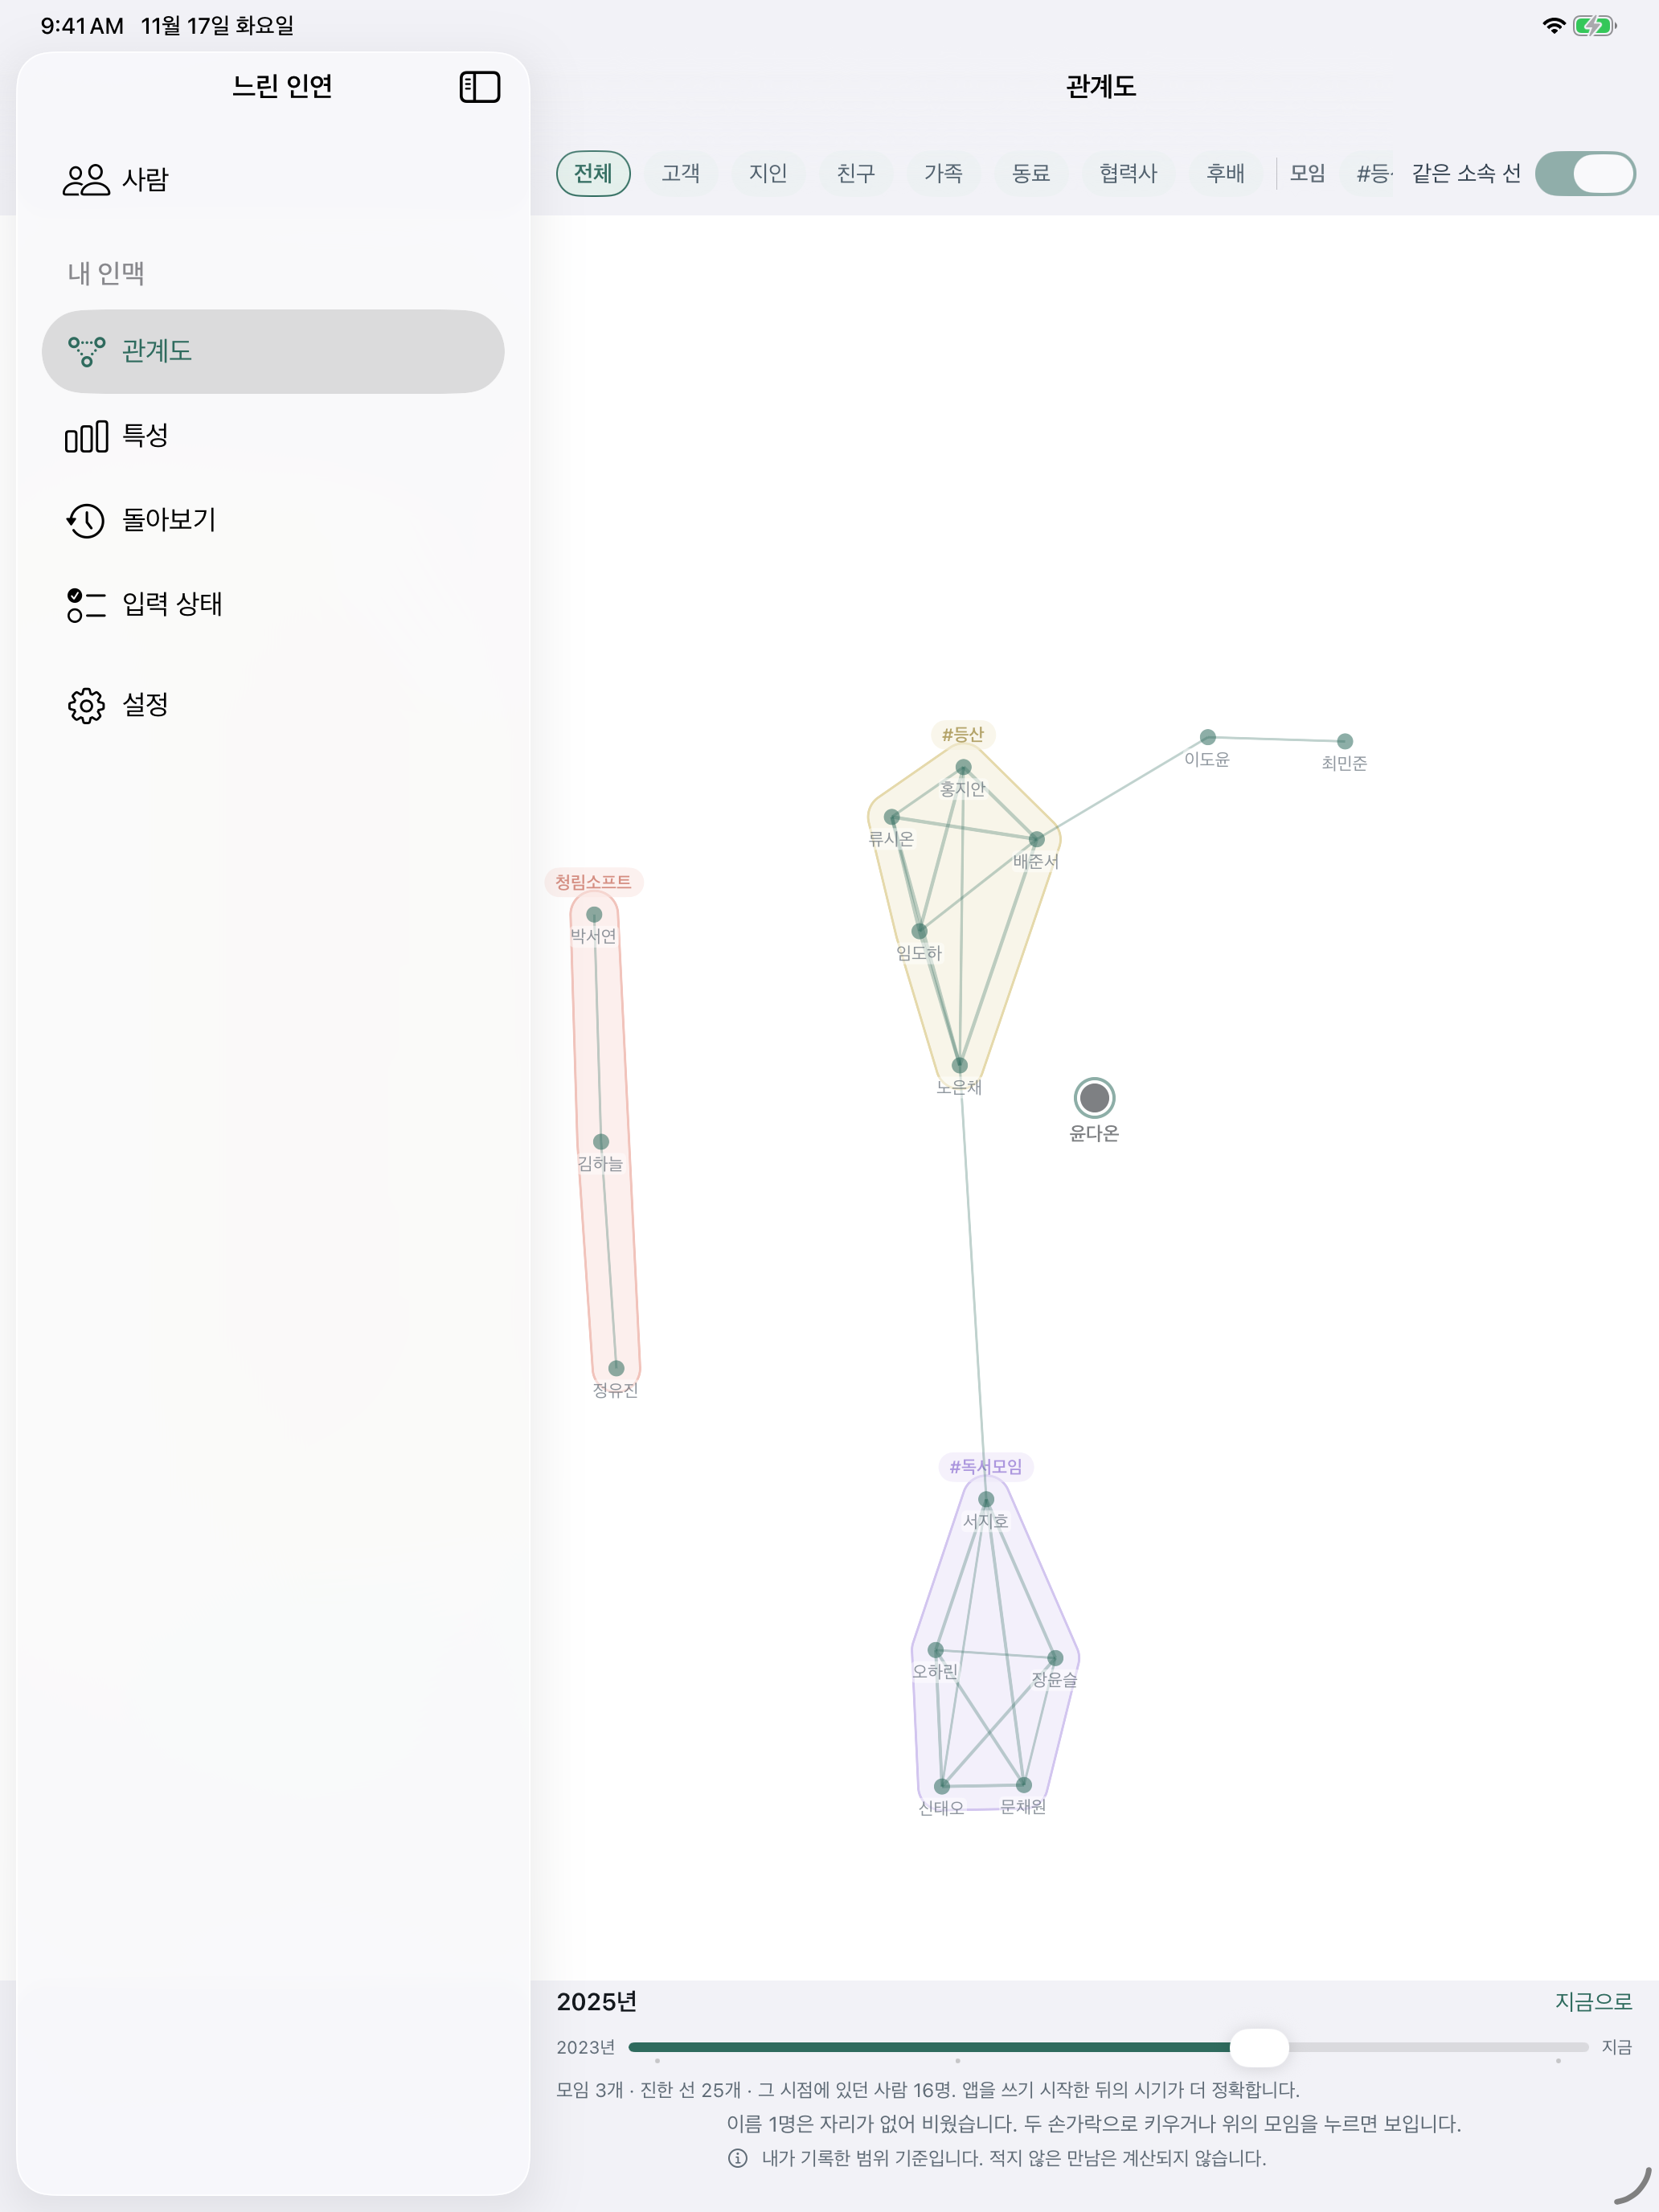 9:41 AM 11월 17일 화요일
느린 인연
사람
내 인맥
관계도
특성
돌아보기
입력 상태
설정
관계도
전체 고객 지인 친구 가족 동료 협력사 후배 모임 같은 소속 선
#등산
홍지안
류시온
배준서
임도하
노은채
이도윤
최민준
청림소프트
박서연
김하늘
정유진
윤다온
#독서모임
서지호
오하린
장윤슬
신태오
문채원
2025년 지금으로
2023년 지금
모임 3개 · 진한 선 25개 · 그 시점에 있던 사람 16명. 앱을 쓰기 시작한 뒤의 시기가 더 정확합니다.
이름 1명은 자리가 없어 비웠습니다. 두 손가락으로 키우거나 위의 모임을 누르면 보입니다.
내가 기록한 범위 기준입니다. 적지 않은 만남은 계산되지 않습니다.